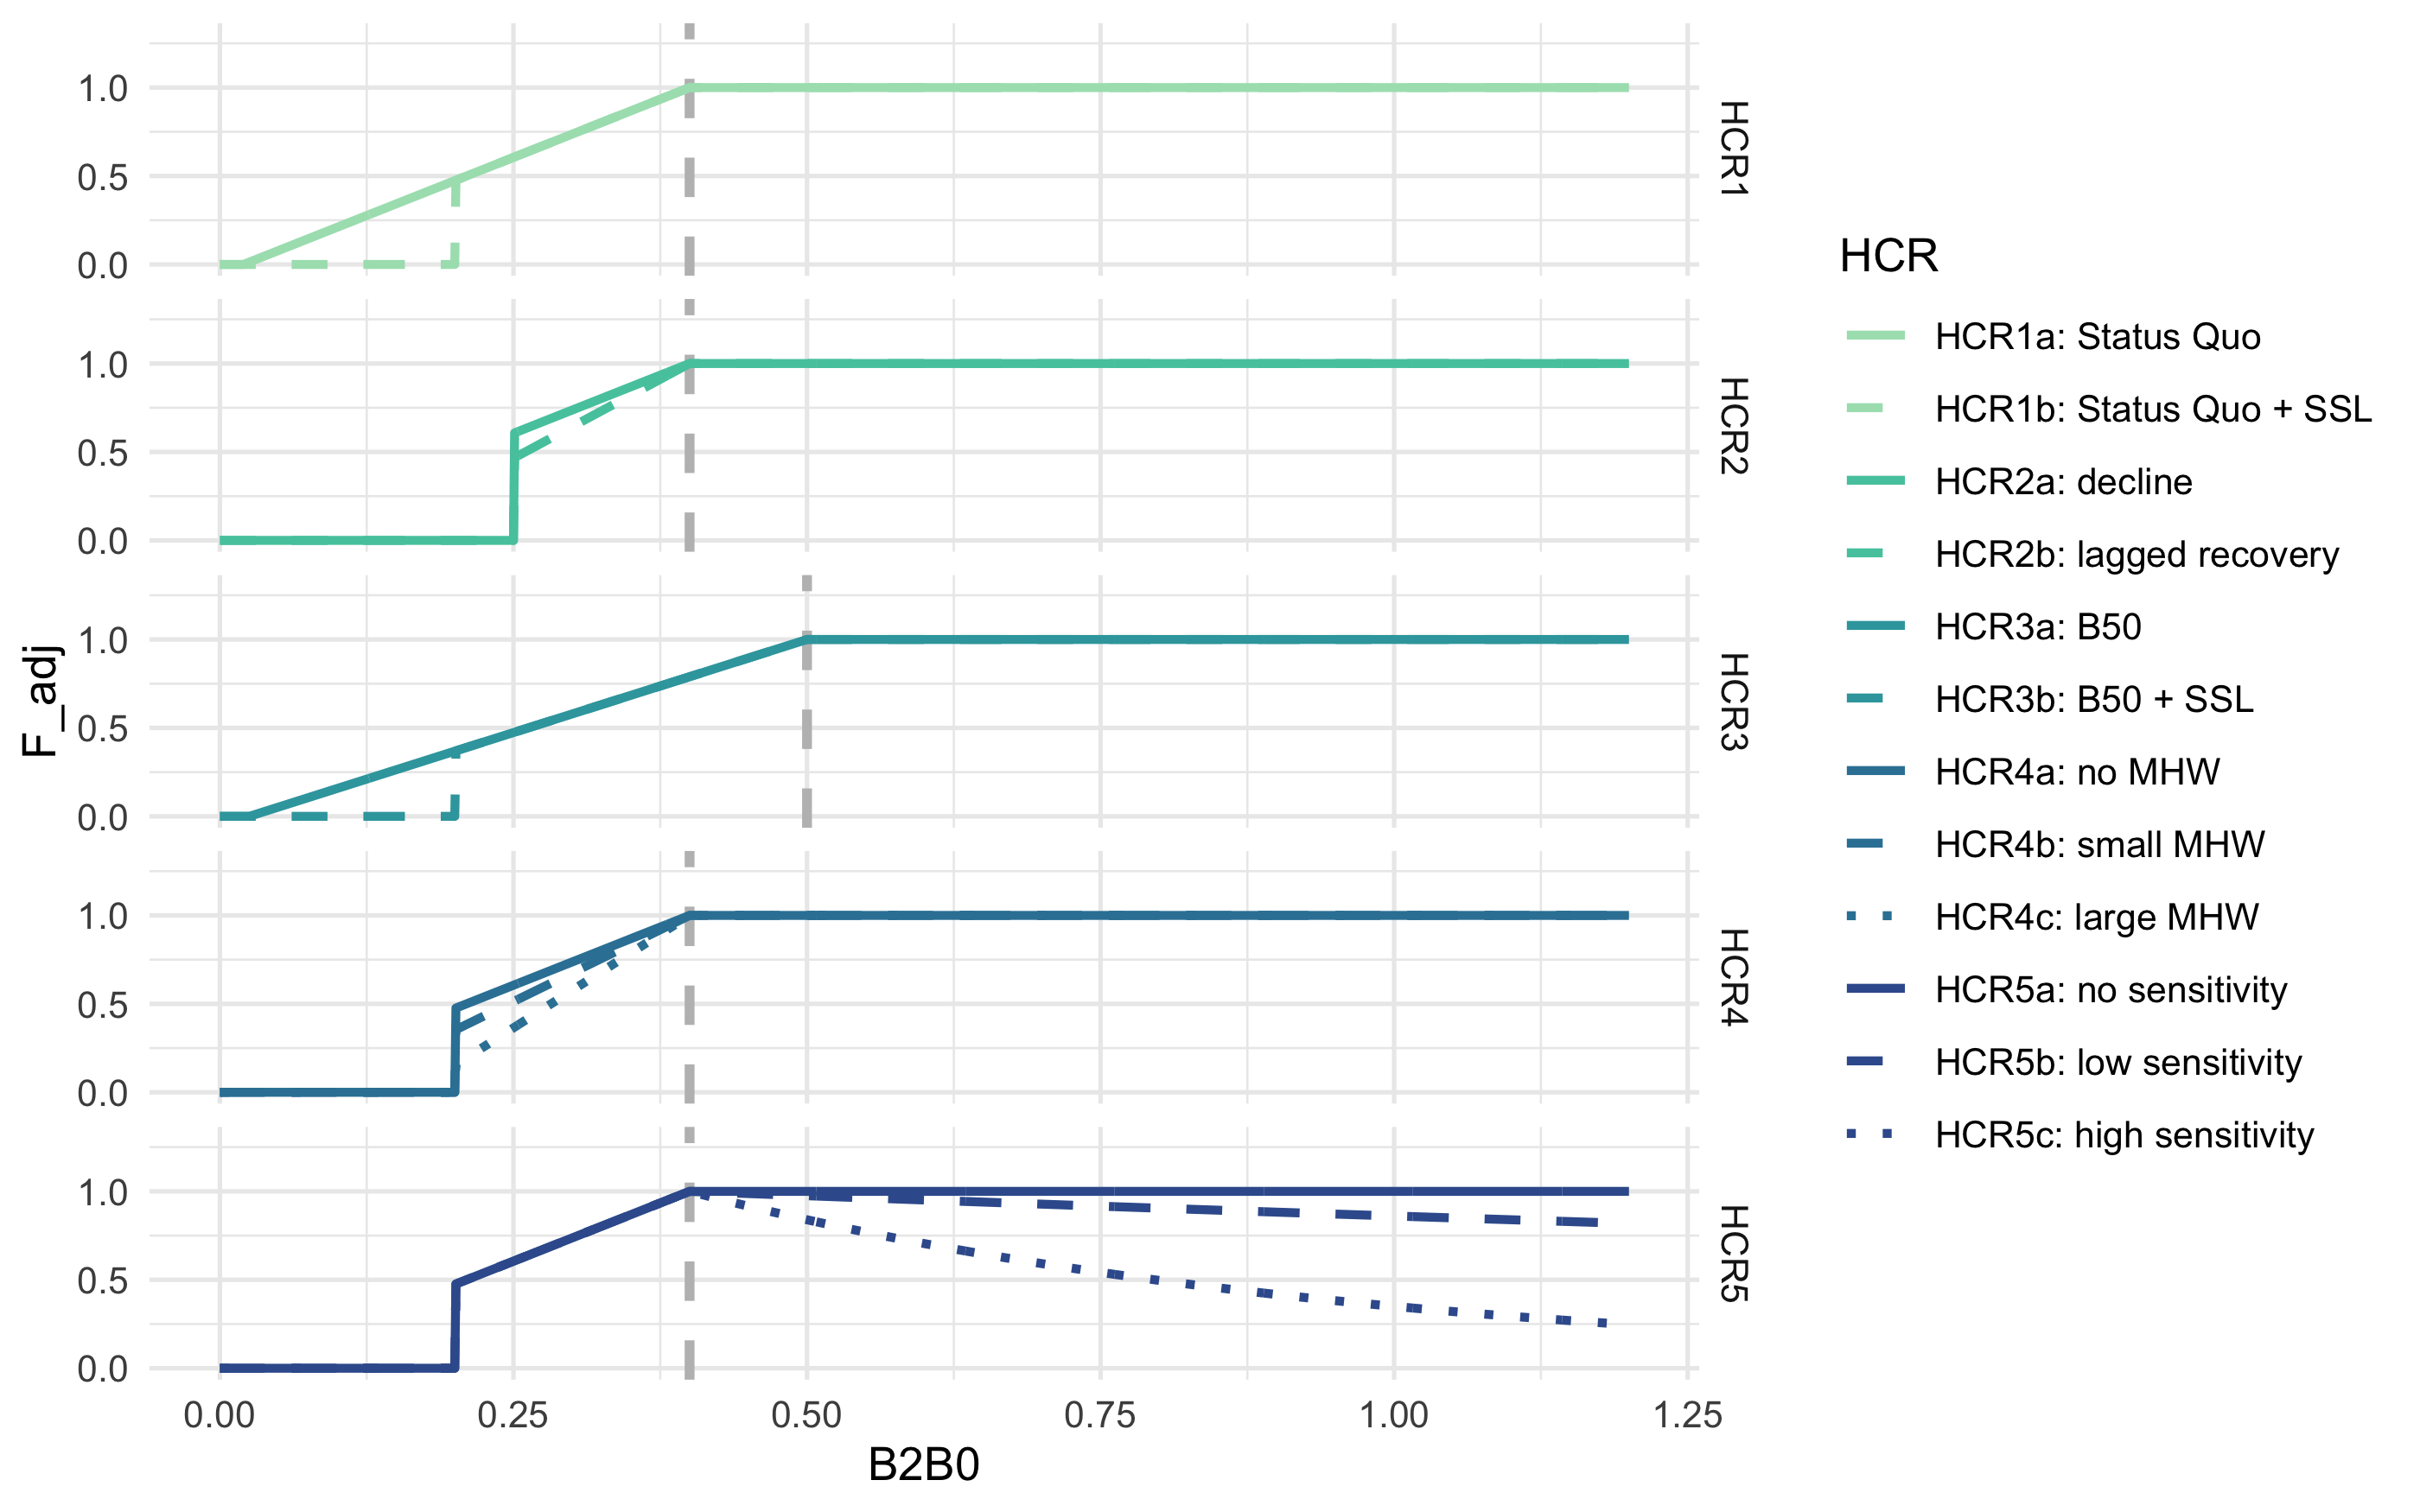 1.0
0.5
0.0
HCR1
1.0
0.5
0.0
HCR2
1.0
0.5
0.0
HCR3
1.0
0.5
0.0
HCR4
1.0
0.5
0.0
HCR5
F_adj
0.00 0.25 0.50 0.75 1.00 1.25
B2B0
HCR
HCR1a: Status Quo
HCR1b: Status Quo + SSL
HCR2a: decline
HCR2b: lagged recovery
HCR3a: B50
HCR3b: B50 + SSL
HCR4a: no MHW
HCR4b: small MHW
HCR4c: large MHW
HCR5a: no sensitivity
HCR5b: low sensitivity
HCR5c: high sensitivity